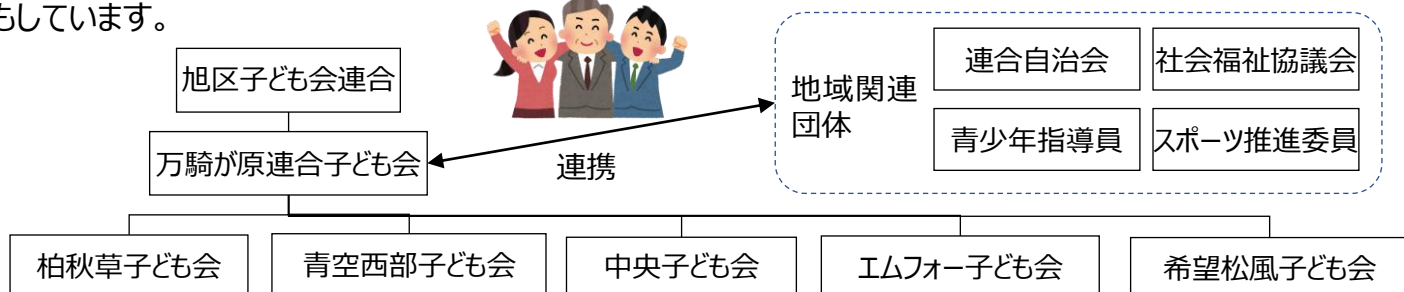 もしています。
旭区子ども会連合
万騎が原連合子ども会
連携
地域関連
団体
連合自治会
社会福祉協議会
青少年指導員
スポーツ推進委員
柏秋草子ども会
青空西部子ども会
中央子ども会
エムフォー子ども会
希望松風子ども会